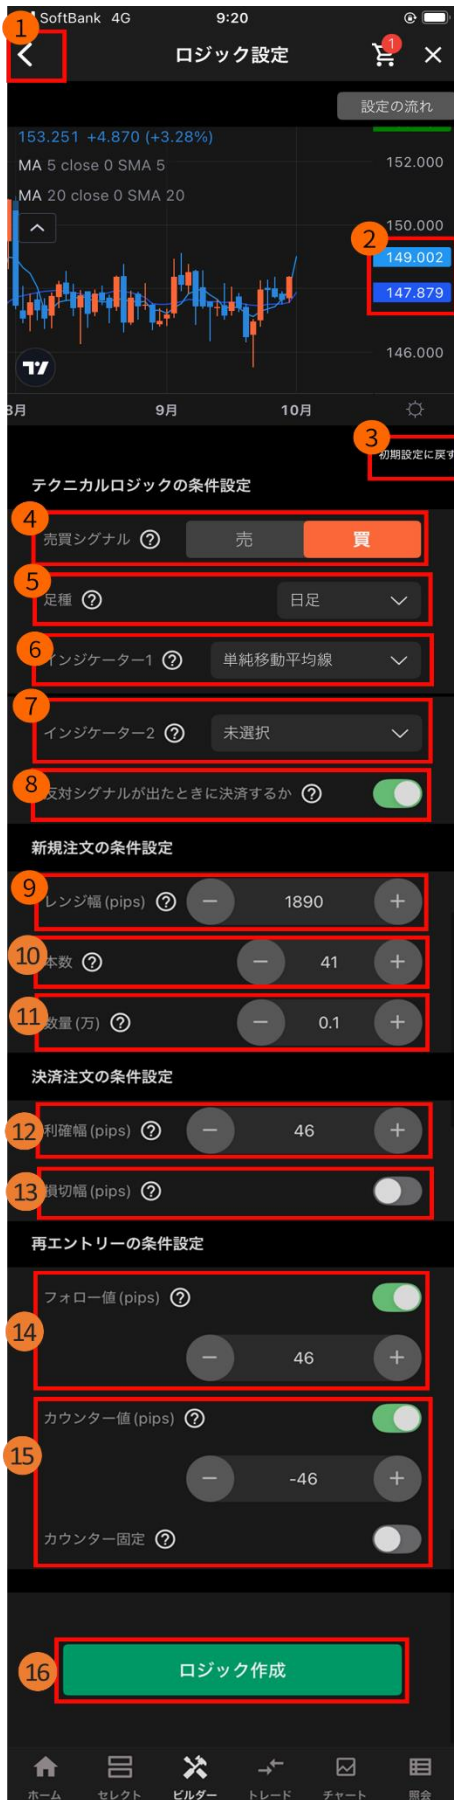 1
SoftBank 4G 9:20
ロジック設定
1
設定の流れ
153.251 +4.870 (+3.28%)
152.000
MA 5 close 0 SMA 5
MA 20 close 0 SMA 20
150.000
2
149.002
147.879
146.000
8月 9月 10月
3
初期設定に戻す
テクニカルロジックの条件設定
4
売買シグナル ? 売 買
5
足種 ? 日足
6
インジケーター1 ? 単純移動平均線
7
インジケーター2 ? 未選択
8
反対シグナルが出たときに決済するか ?
新規注文の条件設定
9
レンジ幅(pips) ? − 1890 +
10
本数 ? − 41 +
11
数量(万) ? − 0.1 +
決済注文の条件設定
12
利確幅(pips) ? − 46 +
13
損切幅(pips) ?
再エントリーの条件設定
フォロー値(pips) ?
14
− 46 +
カウンター値(pips) ?
15
− -46 +
カウンター固定 ?
16
ロジック作成
ホーム セレクト ビルダー トレード チャート 照会